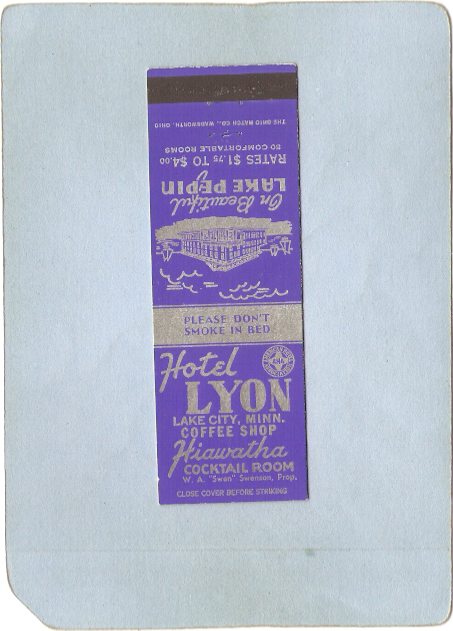 THE OHIO MATCH CO., WADSWORTH, OHIO
50 COMFORTABLE ROOMS
RATES $1.75 TO $4.00
LAKE PEPIN
On Beautiful
PLEASE DON'T
SMOKE IN BED
Hotel
LYON
LAKE CITY, MINN.
COFFEE SHOP
Hiawatha
COCKTAIL ROOM
W. A. "Swan" Swenson, Prop.
CLOSE COVER BEFORE STRIKING